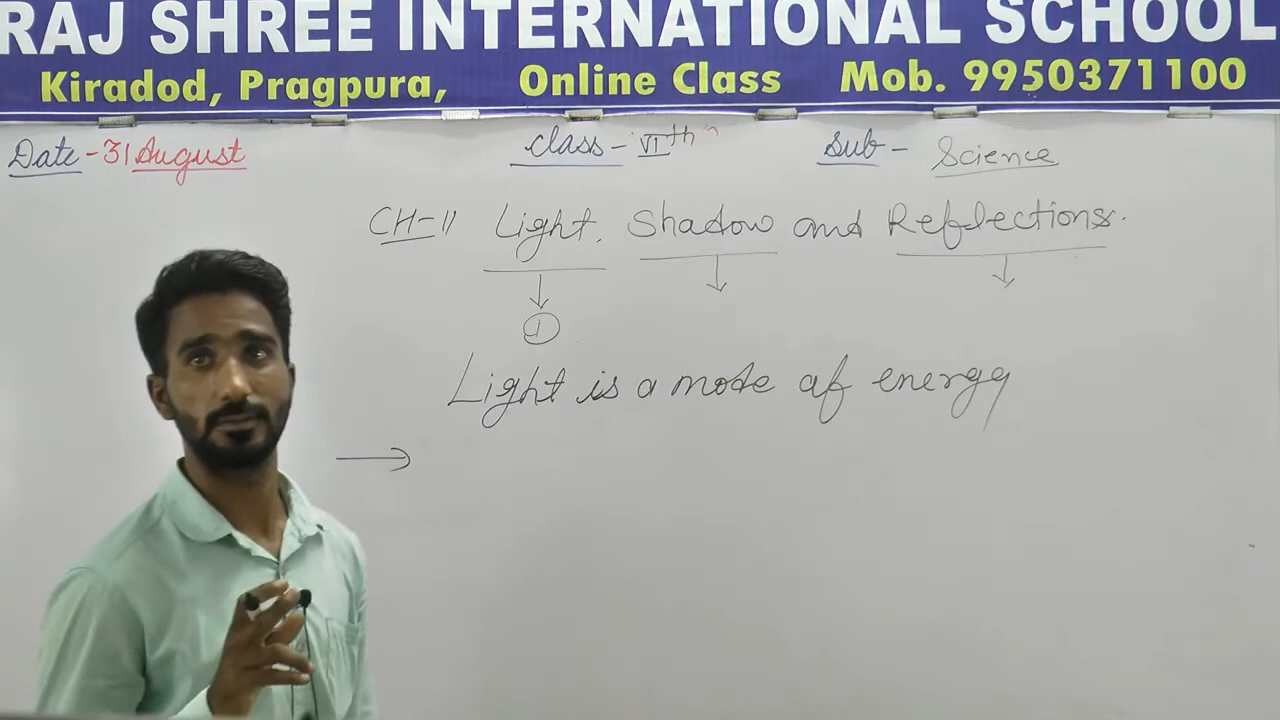 RAJ SHREE INTERNATIONAL SCHOOL
Kiradod, Pragpura, Online Class Mob. 9950371100
Date - 31 August Class - VIth Sub - Science
CH-11 Light, Shadow and Reflections.
1
Light is a mode of energy